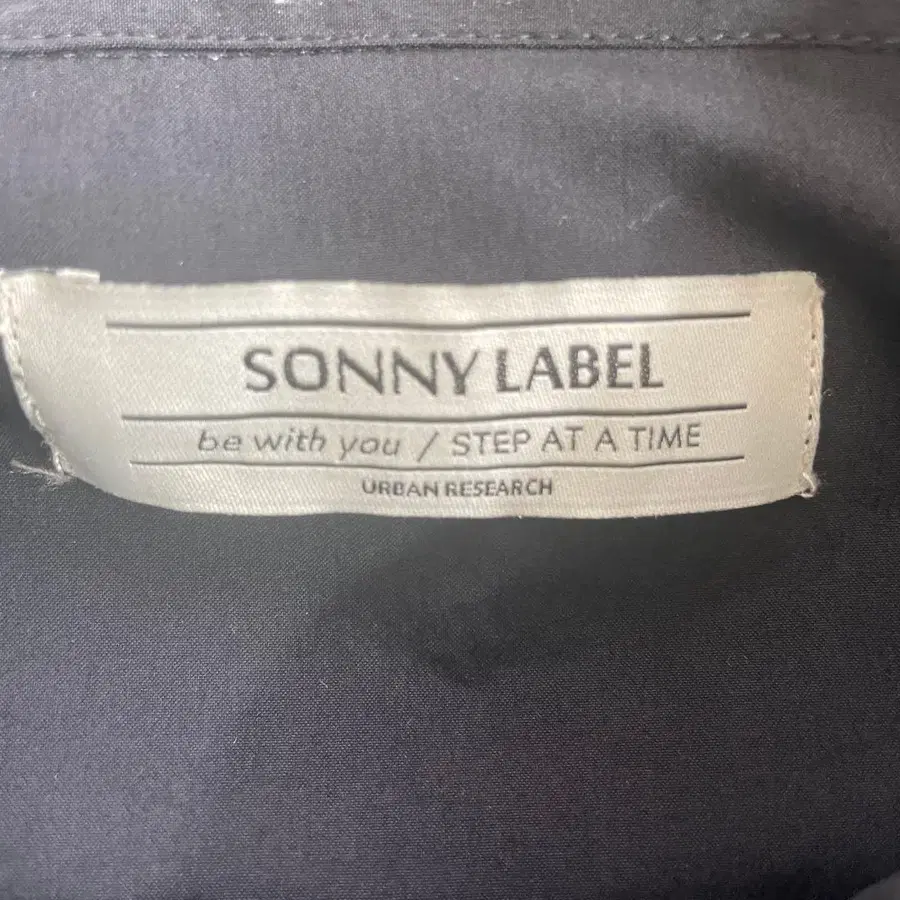 SONNY LABEL
be with you / STEP AT A TIME
URBAN RESEARCH